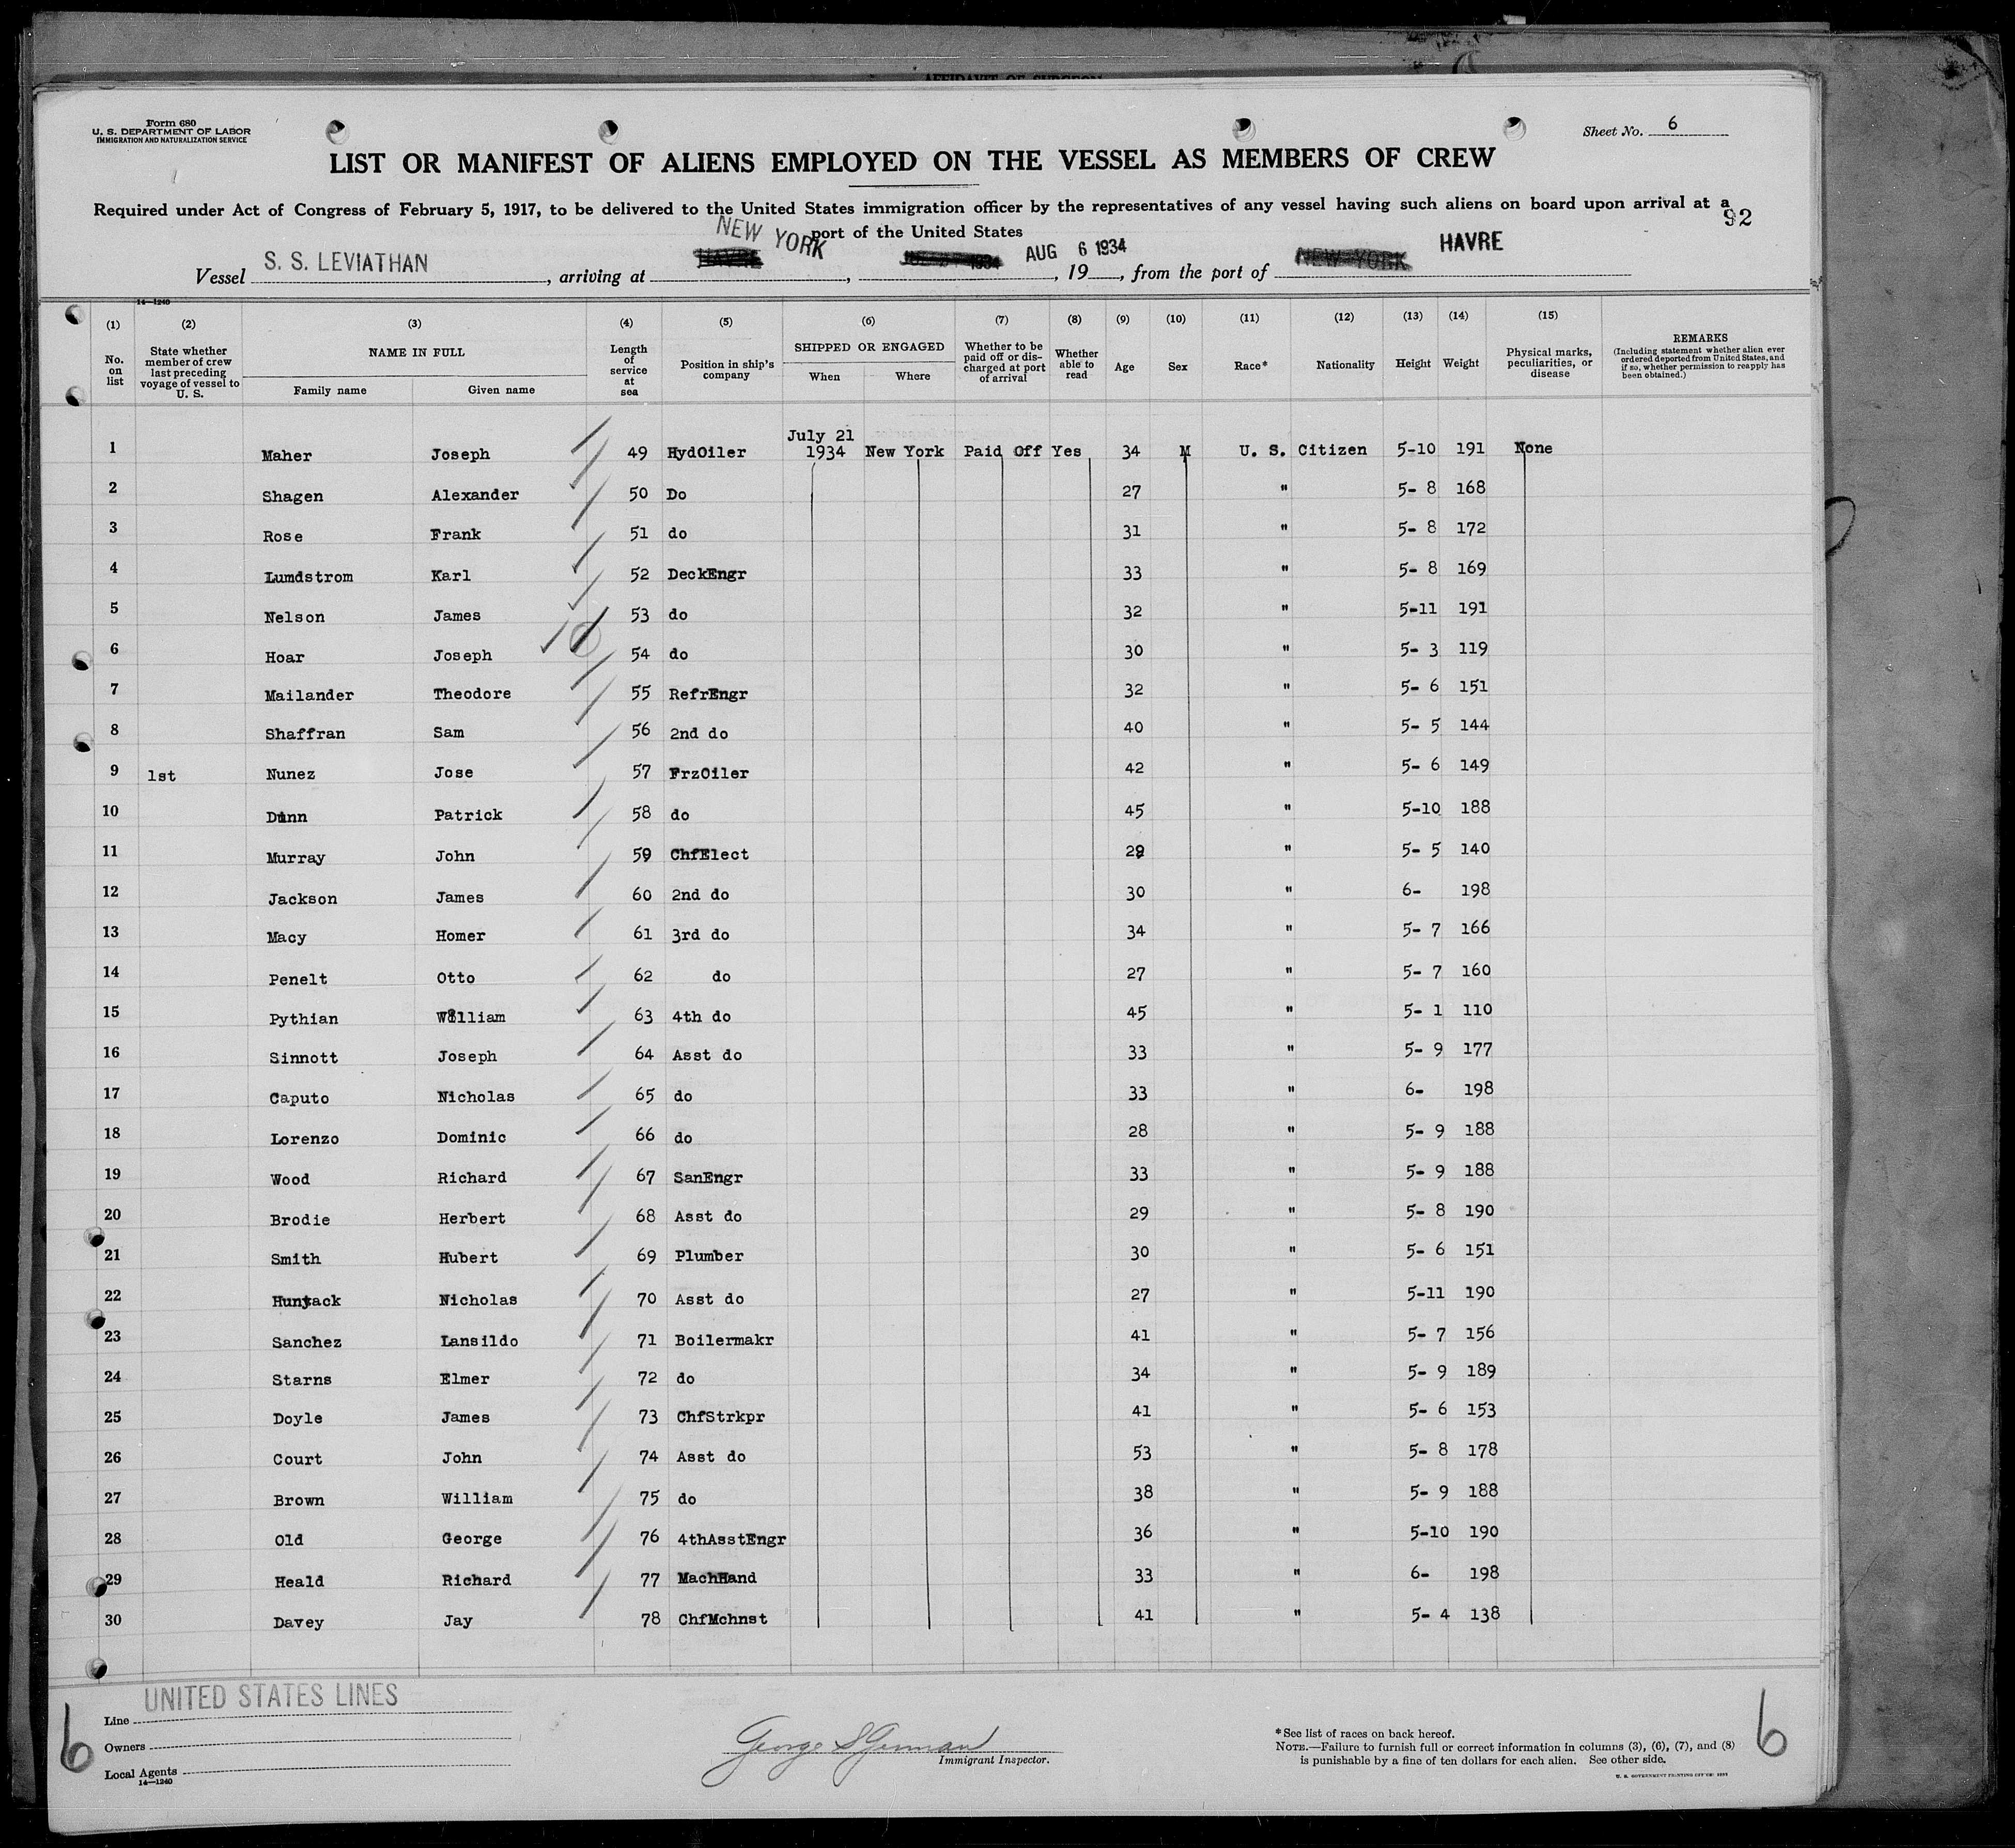 AFFIDAVIT OF SURGEON
Form 680
U. S. DEPARTMENT OF LABOR
IMMIGRATION AND NATURALIZATION SERVICE
Sheet No. 6
LIST OR MANIFEST OF ALIENS EMPLOYED ON THE VESSEL AS MEMBERS OF CREW
Required under Act of Congress of February 5, 1917, to be delivered to the United States immigration officer by the representatives of any vessel having such aliens on board upon arrival at a
port of the United States
92
Vessel S. S. LEVIATHAN, arriving at HAVRE NEW YORK, 1934 AUG 6 1934, 19, from the port of NEW YORK HAVRE
14—1240
(1) (2) (3) (4) (5) (6) (7) (8) (9) (10) (11) (12) (13) (14) (15)
No. on list
State whether member of crew last preceding voyage of vessel to U. S.
NAME IN FULL
Family name Given name
Length of service at sea
Position in ship's company
SHIPPED OR ENGAGED
When Where
Whether to be paid off or discharged at port of arrival
Whether able to read
Age
Sex
Race*
Nationality
Height
Weight
Physical marks, peculiarities, or disease
REMARKS
(Including statement whether alien ever ordered deported from United States, and if so, whether permission to reapply has been obtained.)
1 Maher Joseph 49 HydOiler July 21 1934 New York Paid Off Yes 34 M U. S. Citizen 5-10 191 None
2 Shagen Alexander 50 Do 27 " 5- 8 168
3 Rose Frank 51 do 31 " 5- 8 172
4 Lumdstrom Karl 52 DeckEngr 33 " 5- 8 169
5 Nelson James 53 do 32 " 5-11 191
6 Hoar Joseph 54 do 30 " 5- 3 119
7 Mailander Theodore 55 RefrEngr 32 " 5- 6 151
8 Shaffran Sam 56 2nd do 40 " 5- 5 144
9 1st Nunez Jose 57 FrzOiler 42 " 5- 6 149
10 Dunn Patrick 58 do 45 " 5-10 188
11 Murray John 59 ChfElect 29 " 5- 5 140
12 Jackson James 60 2nd do 30 " 6- 198
13 Macy Homer 61 3rd do 34 " 5- 7 166
14 Penelt Otto 62 do 27 " 5- 7 160
15 Pythian William 63 4th do 45 " 5- 1 110
16 Sinnott Joseph 64 Asst do 33 " 5- 9 177
17 Caputo Nicholas 65 do 33 " 6- 198
18 Lorenzo Dominic 66 do 28 " 5- 9 188
19 Wood Richard 67 SanEngr 33 " 5- 9 188
20 Brodie Herbert 68 Asst do 29 " 5- 8 190
21 Smith Hubert 69 Plumber 30 " 5- 6 151
22 Hunjack Nicholas 70 Asst do 27 " 5-11 190
23 Sanchez Lansildo 71 Boilermakr 41 " 5- 7 156
24 Starns Elmer 72 do 34 " 5- 9 189
25 Doyle James 73 ChfStrkpr 41 " 5- 6 153
26 Court John 74 Asst do 53 " 5- 8 178
27 Brown William 75 do 38 " 5- 9 188
28 Old George 76 4thAsstEngr 36 " 5-10 190
29 Heald Richard 77 MachHand 33 " 6- 198
30 Davey Jay 78 ChfMchnst 41 " 5- 4 138
6
Line UNITED STATES LINES
Owners
Local Agents
14—1240
George S German
Immigrant Inspector.
*See list of races on back hereof.
NOTE.—Failure to furnish full or correct information in columns (3), (6), (7), and (8)
is punishable by a fine of ten dollars for each alien. See other side.
6